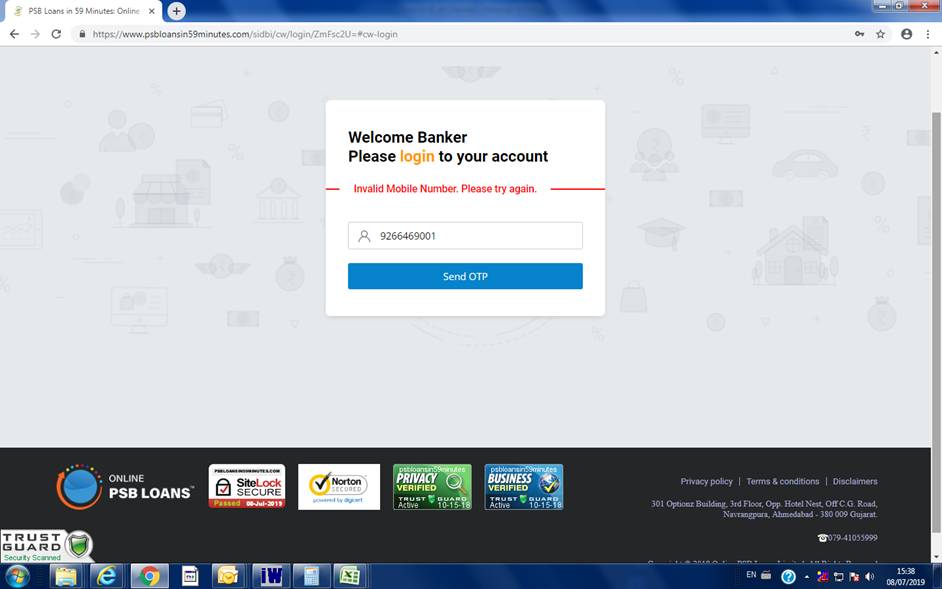 PSB Loans in 59 Minutes: Online
https://www.psbloansin59minutes.com/sidbi/cw/login/ZmFsc2U=#cw-login
Welcome Banker
Please login to your account
Invalid Mobile Number. Please try again.
9266469001
Send OTP
ONLINE
PSB LOANS™
PSBLOANSIN59MINUTES.COM
SiteLock
SECURE
Passed 08-Jul-2019
Norton
SECURED
powered by digicert
psbloansin59minutes
PRIVACY
VERIFIED
TRUST GUARD
Active 10-15-18
psbloansin59minutes
BUSINESS
VERIFIED
TRUST GUARD
Active 10-15-18
Privacy policy | Terms & conditions | Disclaimers
301 Optionz Building, 3rd Floor, Opp. Hotel Nest, Off C.G. Road,
Navrangpura, Ahmedabad - 380 009 Gujarat.
☎079-41055999
TRUST
GUARD
Security Scanned
EN
15:38
08/07/2019